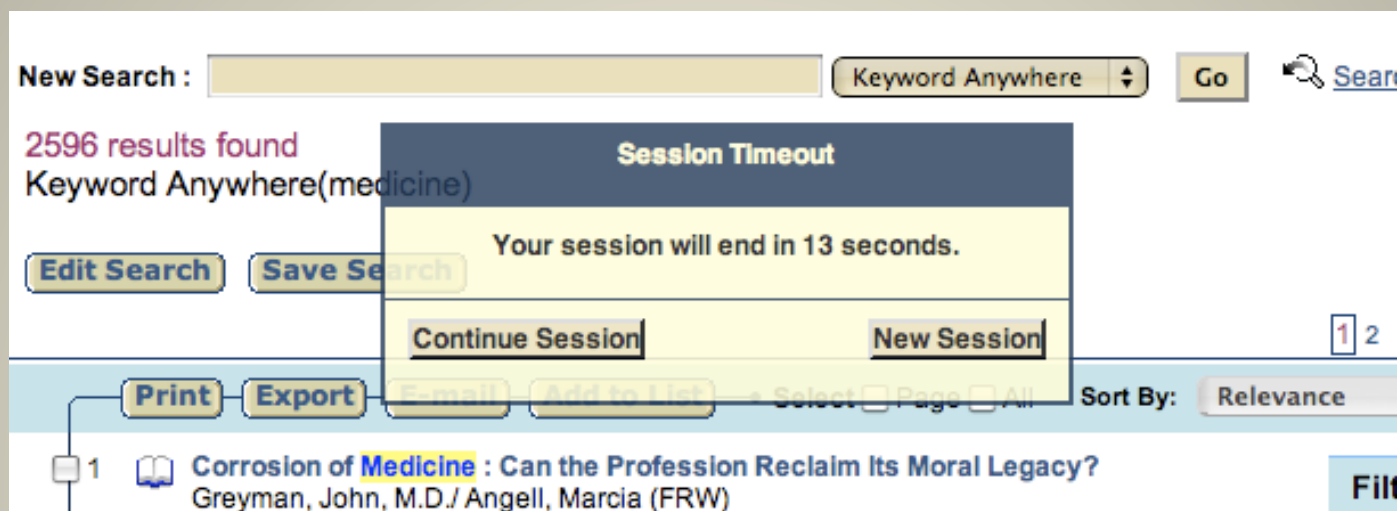 New Search : Keyword Anywhere Go Sear
2596 results found
Keyword Anywhere(medicine)
Session Timeout
Your session will end in 13 seconds.
Edit Search Save Search
Continue Session New Session
1 2
Print Export E-mail Add to List Select Page All Sort By: Relevance
1 Corrosion of Medicine : Can the Profession Reclaim Its Moral Legacy?
Greyman, John, M.D./ Angell, Marcia (FRW)
Filt